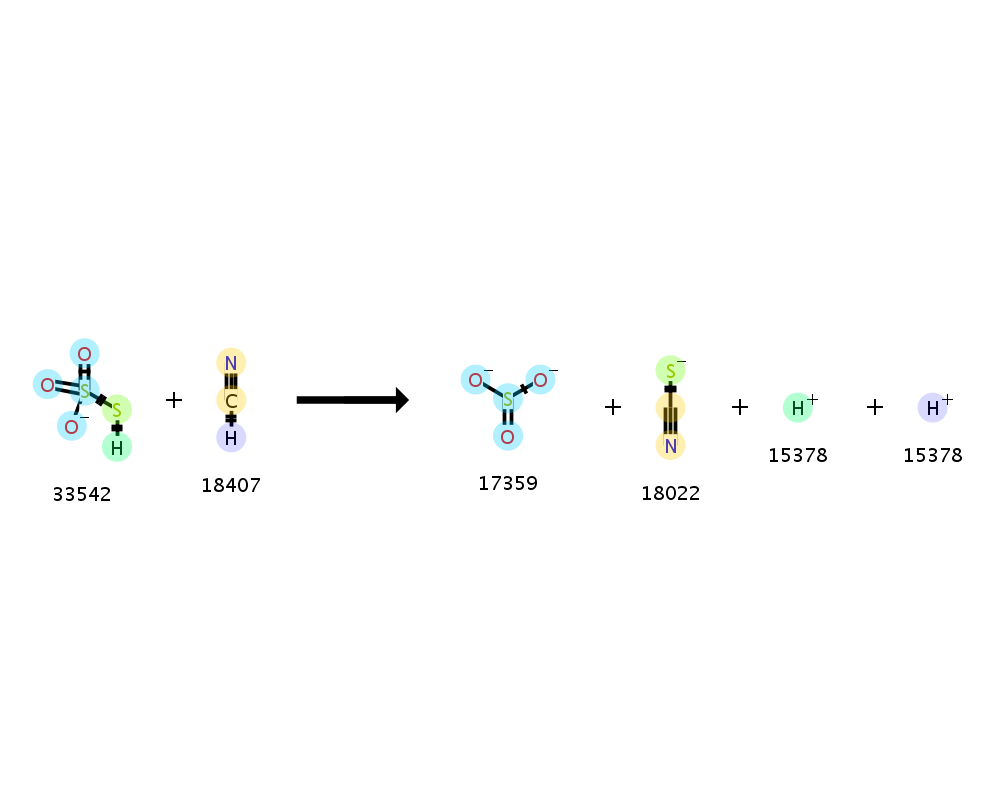 O
O S
O⁻ S
H
33542
+
N
C
H
18407
O⁻ O⁻
S
O
17359
+
S⁻
N
18022
+
H⁺
15378
+
H⁺
15378